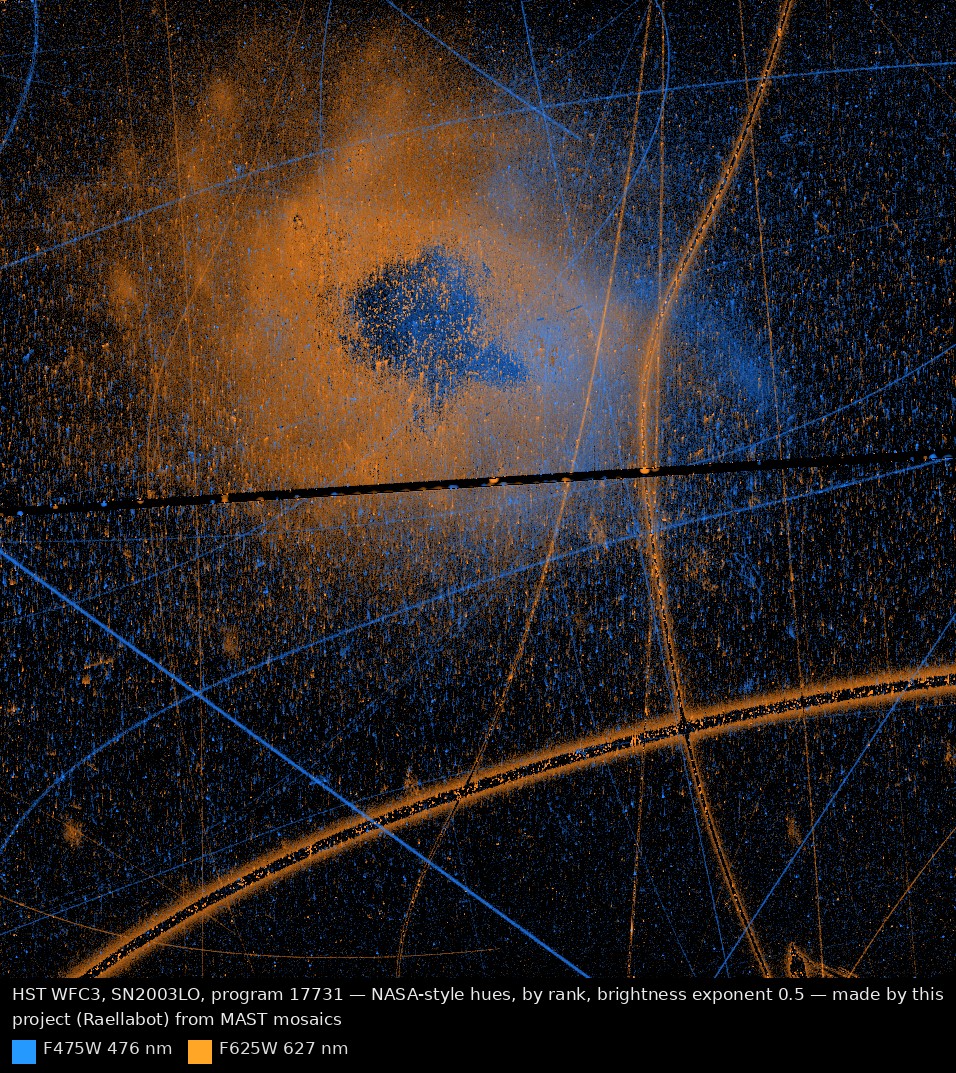 HST WFC3, SN2003LO, program 17731 — NASA-style hues, by rank, brightness exponent 0.5 — made by this
project (Raellabot) from MAST mosaics
F475W 476 nm F625W 627 nm